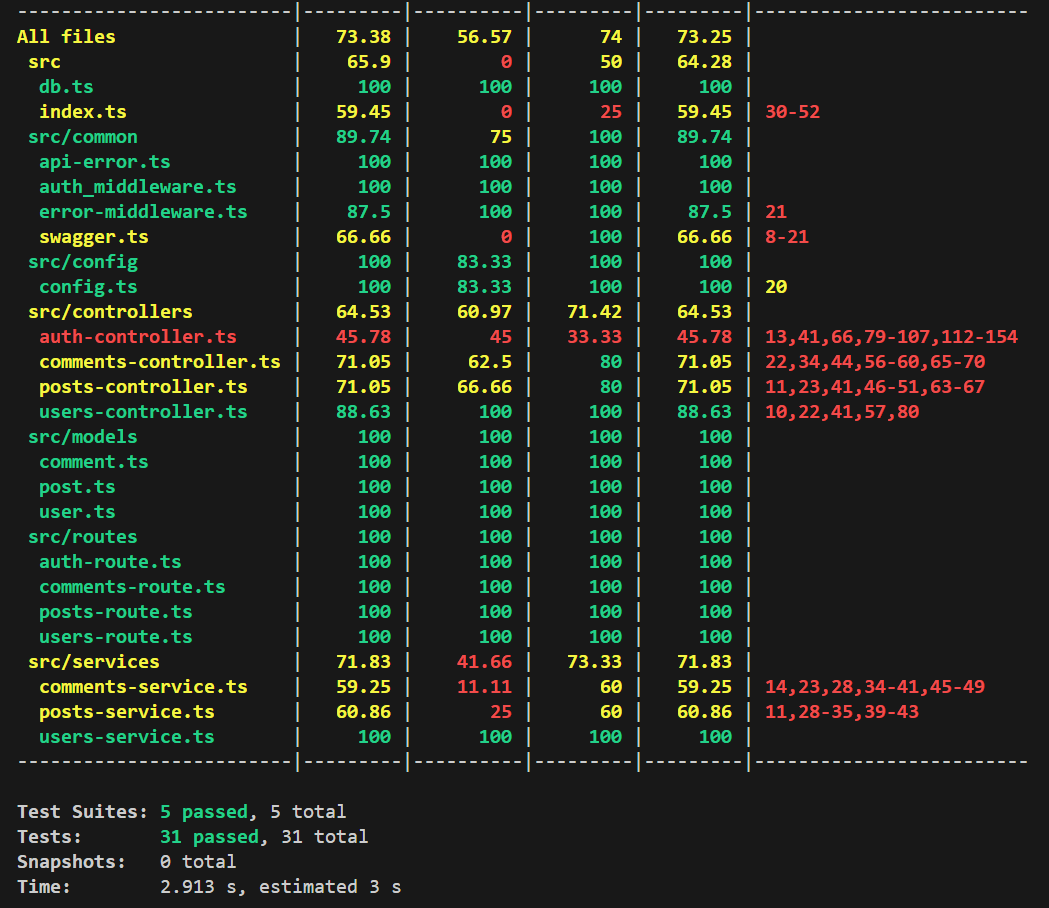 -------------------------|---------|----------|---------|---------|-------------------------
All files                |   73.38 |    56.57 |      74 |   73.25 |
 src                     |    65.9 |        0 |      50 |   64.28 |
  db.ts                  |     100 |      100 |     100 |     100 |
  index.ts               |   59.45 |        0 |      25 |   59.45 | 30-52
 src/common              |   89.74 |       75 |     100 |   89.74 |
  api-error.ts           |     100 |      100 |     100 |     100 |
  auth_middleware.ts     |     100 |      100 |     100 |     100 |
  error-middleware.ts    |    87.5 |      100 |     100 |    87.5 | 21
  swagger.ts             |   66.66 |        0 |     100 |   66.66 | 8-21
 src/config              |     100 |    83.33 |     100 |     100 |
  config.ts              |     100 |    83.33 |     100 |     100 | 20
 src/controllers         |   64.53 |    60.97 |   71.42 |   64.53 |
  auth-controller.ts     |   45.78 |       45 |   33.33 |   45.78 | 13,41,66,79-107,112-154
  comments-controller.ts |   71.05 |     62.5 |      80 |   71.05 | 22,34,44,56-60,65-70
  posts-controller.ts    |   71.05 |    66.66 |      80 |   71.05 | 11,23,41,46-51,63-67
  users-controller.ts    |   88.63 |      100 |     100 |   88.63 | 10,22,41,57,80
 src/models              |     100 |      100 |     100 |     100 |
  comment.ts             |     100 |      100 |     100 |     100 |
  post.ts                |     100 |      100 |     100 |     100 |
  user.ts                |     100 |      100 |     100 |     100 |
 src/routes              |     100 |      100 |     100 |     100 |
  auth-route.ts          |     100 |      100 |     100 |     100 |
  comments-route.ts      |     100 |      100 |     100 |     100 |
  posts-route.ts         |     100 |      100 |     100 |     100 |
  users-route.ts         |     100 |      100 |     100 |     100 |
 src/services            |   71.83 |    41.66 |   73.33 |   71.83 |
  comments-service.ts    |   59.25 |    11.11 |      60 |   59.25 | 14,23,28,34-41,45-49
  posts-service.ts       |   60.86 |       25 |      60 |   60.86 | 11,28-35,39-43
  users-service.ts       |     100 |      100 |     100 |     100 |
-------------------------|---------|----------|---------|---------|-------------------------
Test Suites: 5 passed, 5 total
Tests:       31 passed, 31 total
Snapshots:   0 total
Time:        2.913 s, estimated 3 s